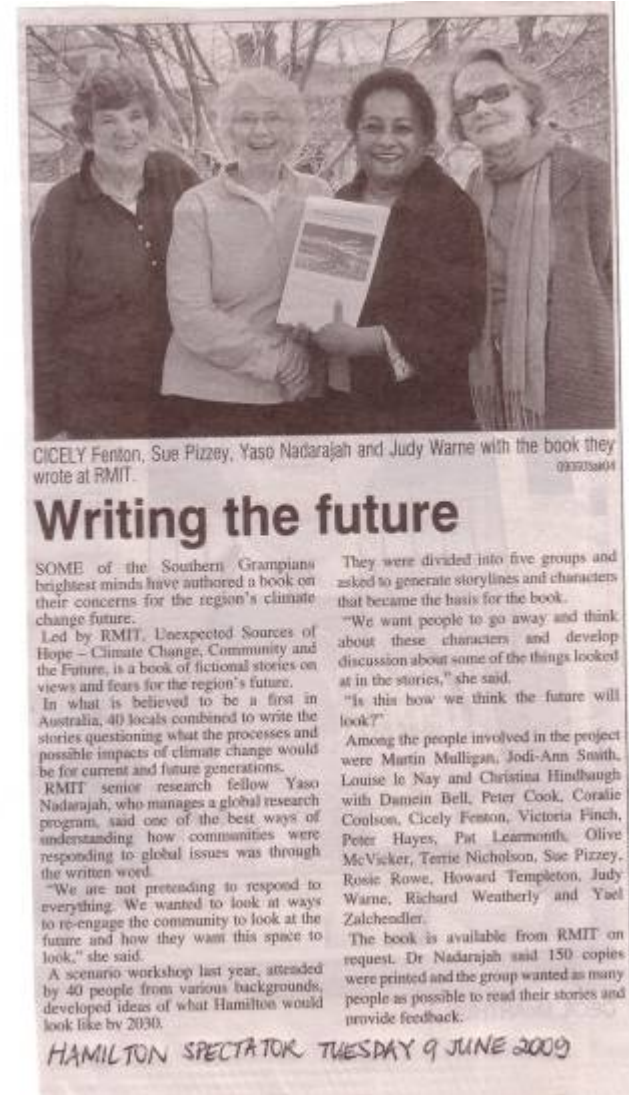 CICELY Fenton, Sue Pizzey, Yaso Nadarajah and Judy Warne with the book they
wrote at RMIT.
Writing the future
SOME of the Southern Grampians
brightest minds have authored a book on
their concerns for the region's climate
change future.
Led by RMIT, Unexpected Sources of
Hope – Climate Change, Community and
the Future, is a book of fictional stories on
views and fears for the region's future.
In what is believed to be a first in
Australia, 40 locals combined to write the
stories questioning what the processes and
possible impacts of climate change would
be for current and future generations.
RMIT senior research fellow Yaso
Nadarajah, who manages a global research
program, said one of the best ways of
understanding how communities were
responding to global issues was through
the written word.
"We are not pretending to respond to
everything. We wanted to look at ways
to re-engage the community to look at the
future and how they want this space to
look," she said.
A scenario workshop last year, attended
by 40 people from various backgrounds,
developed ideas of what Hamilton would
look like by 2030.
They were divided into five groups and
asked to generate storylines and characters
that became the basis for the book.
"We want people to go away and think
about these characters and develop
discussion about some of the things looked
at in the stories," she said.
"Is this how we think the future will
look?"
Among the people involved in the project
were Martin Mulligan, Jodi-Ann Smith,
Louise le Nay and Christina Hindhaugh
with Damein Bell, Peter Cook, Coralie
Coulson, Cicely Fenton, Victoria Finch,
Peter Hayes, Pat Learmonth, Olive
McVicker, Terrie Nicholson, Sue Pizzey,
Rosie Rowe, Howard Templeton, Judy
Warne, Richard Weatherly and Yael
Zalchendler.
The book is available from RMIT on
request. Dr Nadarajah said 150 copies
were printed and the group wanted as many
people as possible to read their stories and
provide feedback.
HAMILTON SPECTATOR TUESDAY 9 JUNE 2009